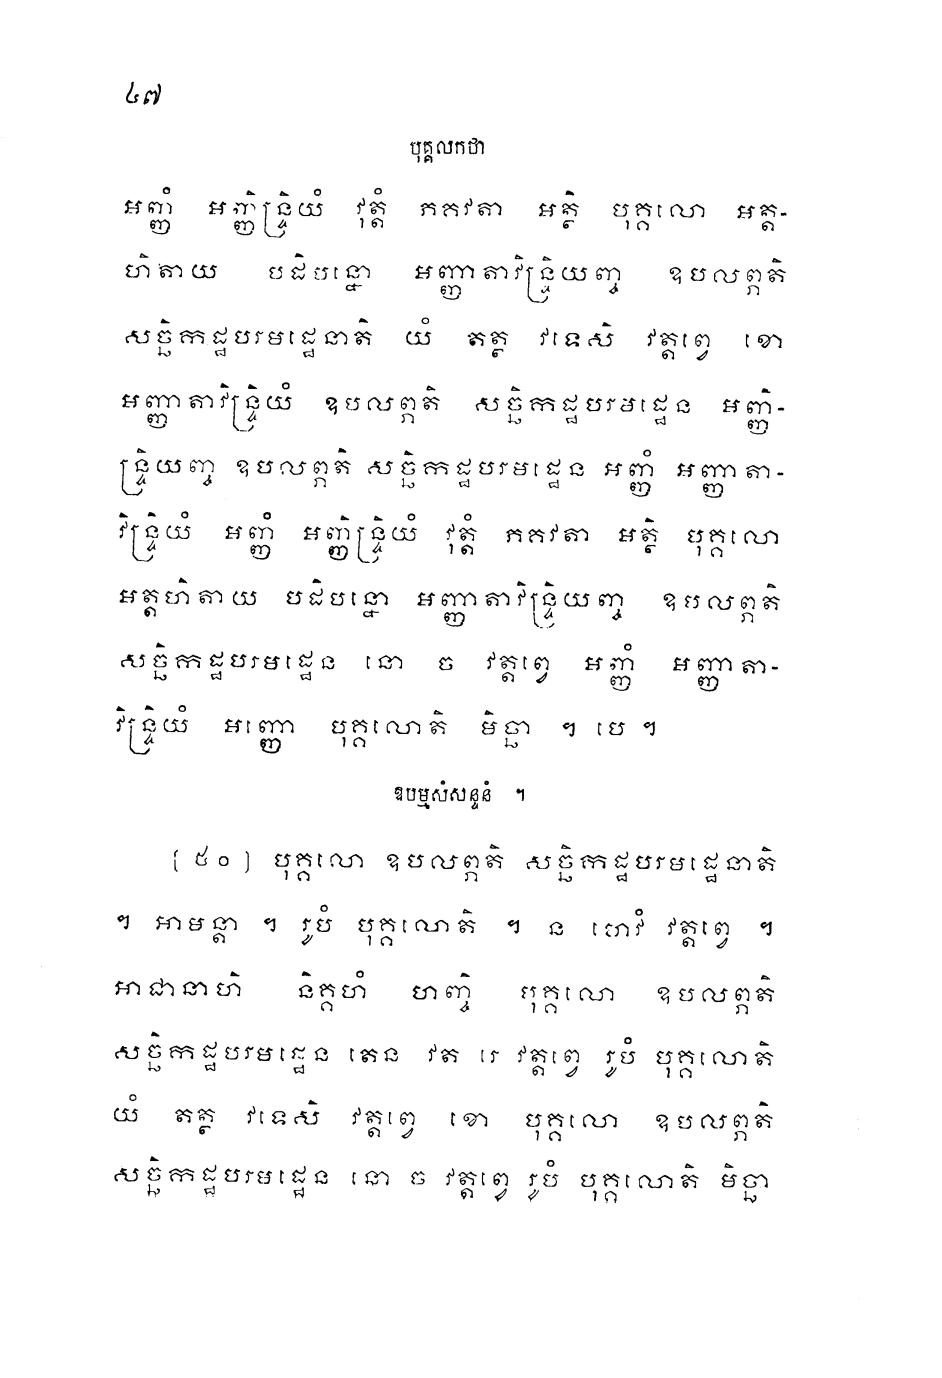 ៤៧
បុគ្គលកថា
អញ្ញំ អញ្ញិន្ទ្រិយំ វុត្តំ ភគវតា អត្ថិ បុគ្គលោ អត្ត-
ហិតាយ បដិបន្នោ អញ្ញាតាវិន្ទ្រិយញ្ច ឧបលព្ភតិ
សច្ឆិកដ្ឋបរមដ្ឋេនាតិ យំ តត្ថ វទេសិ វត្តព្វេ ខោ
អញ្ញាតាវិន្ទ្រិយំ ឧបលព្ភតិ សច្ឆិកដ្ឋបរមដ្ឋេន អញ្ញិ-
ន្ទ្រិយញ្ច ឧបលព្ភតិ សច្ឆិកដ្ឋបរមដ្ឋេន អញ្ញំ អញ្ញាតា-
វិន្ទ្រិយំ អញ្ញំ អញ្ញិន្ទ្រិយំ វុត្តំ ភគវតា អត្ថិ បុគ្គលោ
អត្តហិតាយ បដិបន្នោ អញ្ញាតាវិន្ទ្រិយញ្ច ឧបលព្ភតិ
សច្ឆិកដ្ឋបរមដ្ឋេន នោ ច វត្តព្វេ អញ្ញំ អញ្ញាតា-
វិន្ទ្រិយំ អញ្ញោ បុគ្គលោតិ មិច្ឆា ។ បេ ។
ឧបម្មសំសន្ទនំ ។
[៥០] បុគ្គលោ ឧបលព្ភតិ សច្ឆិកដ្ឋបរមដ្ឋេនាតិ
។ អាមន្តា ។ រូបំ បុគ្គលោតិ ។ ន ហេវំ វត្តព្វេ ។
អាជានាហិ និគ្គហំ ហញ្ចិ បុគ្គលោ ឧបលព្ភតិ
សច្ឆិកដ្ឋបរមដ្ឋេន តេន វត រេ វត្តព្វេ រូបំ បុគ្គលោតិ
យំ តត្ថ វទេសិ វត្តព្វេ ខោ បុគ្គលោ ឧបលព្ភតិ
សច្ឆិកដ្ឋបរមដ្ឋេន នោ ច វត្តព្វេ រូបំ បុគ្គលោតិ មិច្ឆា